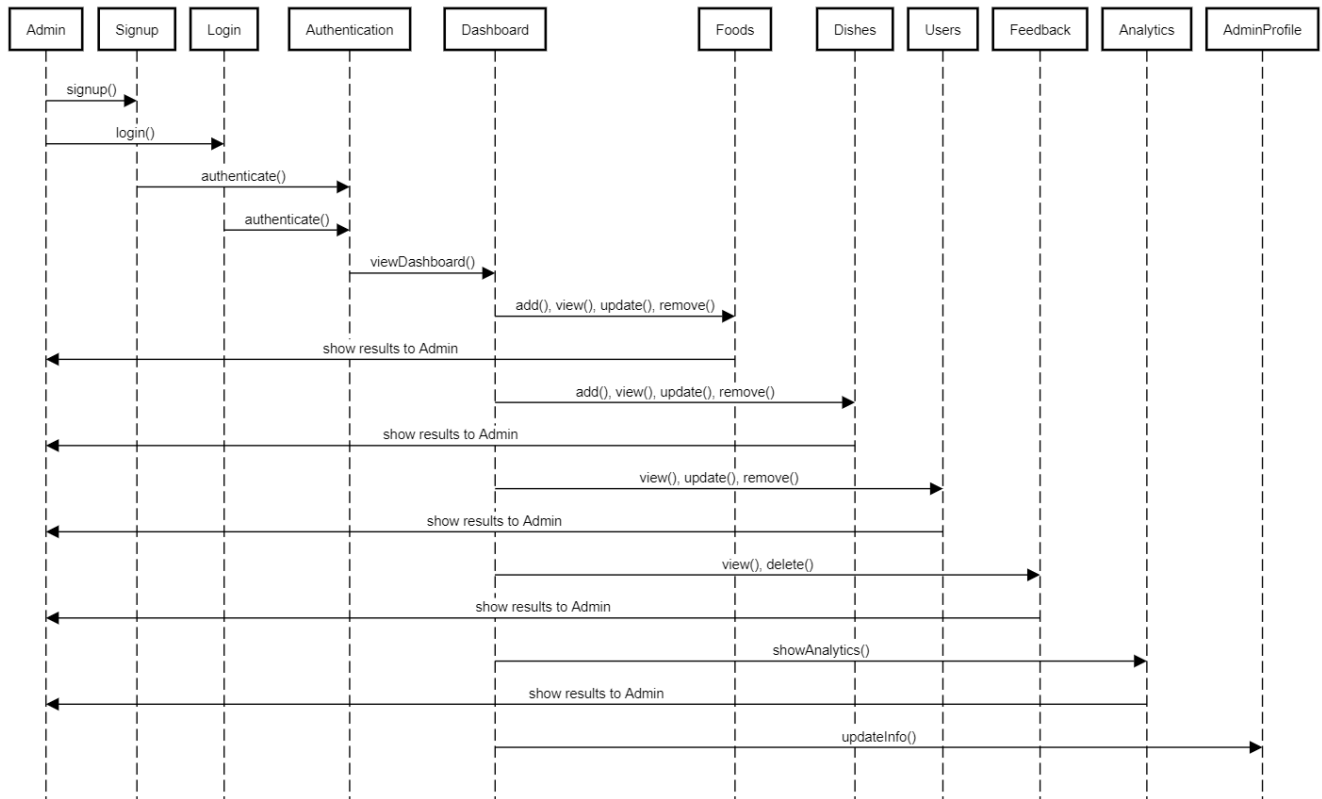 Admin
Signup
Login
Authentication
Dashboard
Foods
Dishes
Users
Feedback
Analytics
AdminProfile
signup()
login()
authenticate()
authenticate()
viewDashboard()
add(), view(), update(), remove()
show results to Admin
add(), view(), update(), remove()
show results to Admin
view(), update(), remove()
show results to Admin
view(), delete()
show results to Admin
showAnalytics()
show results to Admin
updateInfo()